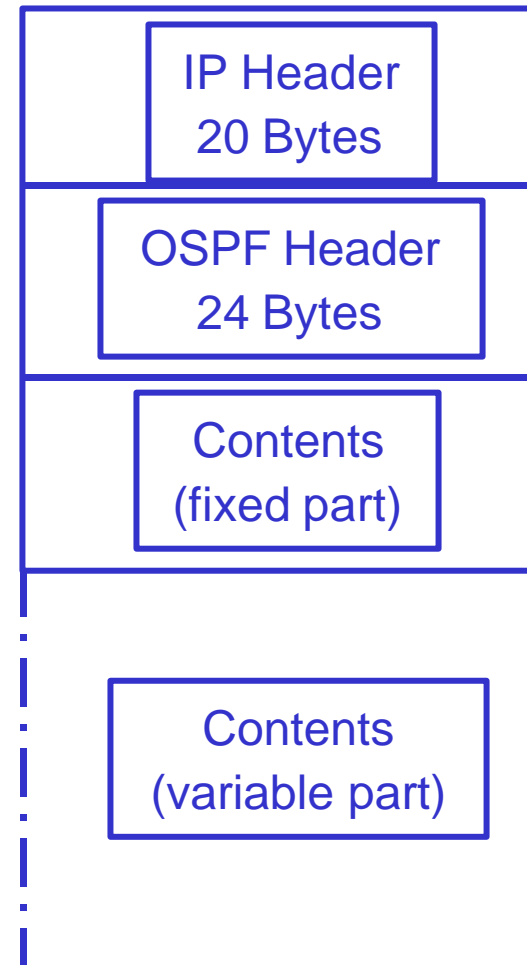 IP Header
20 Bytes
OSPF Header
24 Bytes
Contents
(fixed part)
Contents
(variable part)